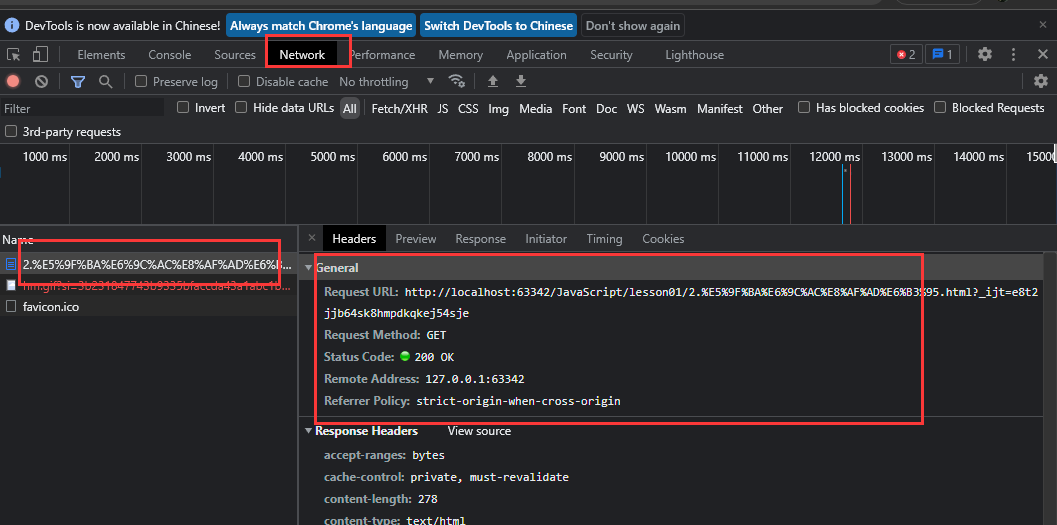 DevTools is now available in Chinese! Always match Chrome's language Switch DevTools to Chinese Don't show again
Elements Console Sources Network Performance Memory Application Security Lighthouse 2 1
Preserve log Disable cache No throttling
Filter Invert Hide data URLs All Fetch/XHR JS CSS Img Media Font Doc WS Wasm Manifest Other Has blocked cookies Blocked Requests
3rd-party requests
1000 ms 2000 ms 3000 ms 4000 ms 5000 ms 6000 ms 7000 ms 8000 ms 9000 ms 10000 ms 11000 ms 12000 ms 13000 ms 14000 ms 1500
Name
2.%E5%9F%BA%E6%9C%AC%E8%AF%AD%E6%B...
hm.gif?si=3b231847743b9335bfaccda43a1abc1b...
favicon.ico
Headers Preview Response Initiator Timing Cookies
General
Request URL: http://localhost:63342/JavaScript/lesson01/2.%E5%9F%BA%E6%9C%AC%E8%AF%AD%E6%B3%95.html?_ijt=e8t2
jjb64sk8hmpdkqkej54sje
Request Method: GET
Status Code: 200 OK
Remote Address: 127.0.0.1:63342
Referrer Policy: strict-origin-when-cross-origin
Response Headers View source
accept-ranges: bytes
cache-control: private, must-revalidate
content-length: 278
content-type: text/html